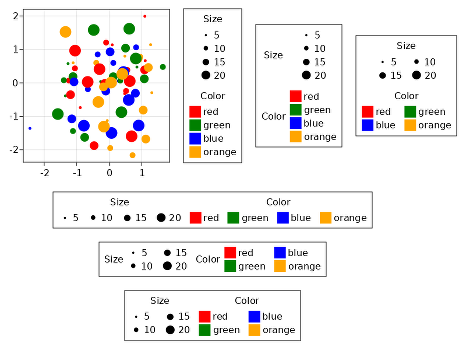 2
1
0
-1
-2
-2 -1 0 1
Size
5
10
15
20
Color
red
green
blue
orange
Size
5
10
15
20
Color
red
green
blue
orange
Size
5 10
15 20
Color
red green
blue orange
Size Color
5 10 15 20 red green blue orange
Size 5 15 Color red blue
10 20 green orange
Size Color
5 15 red blue
10 20 green orange